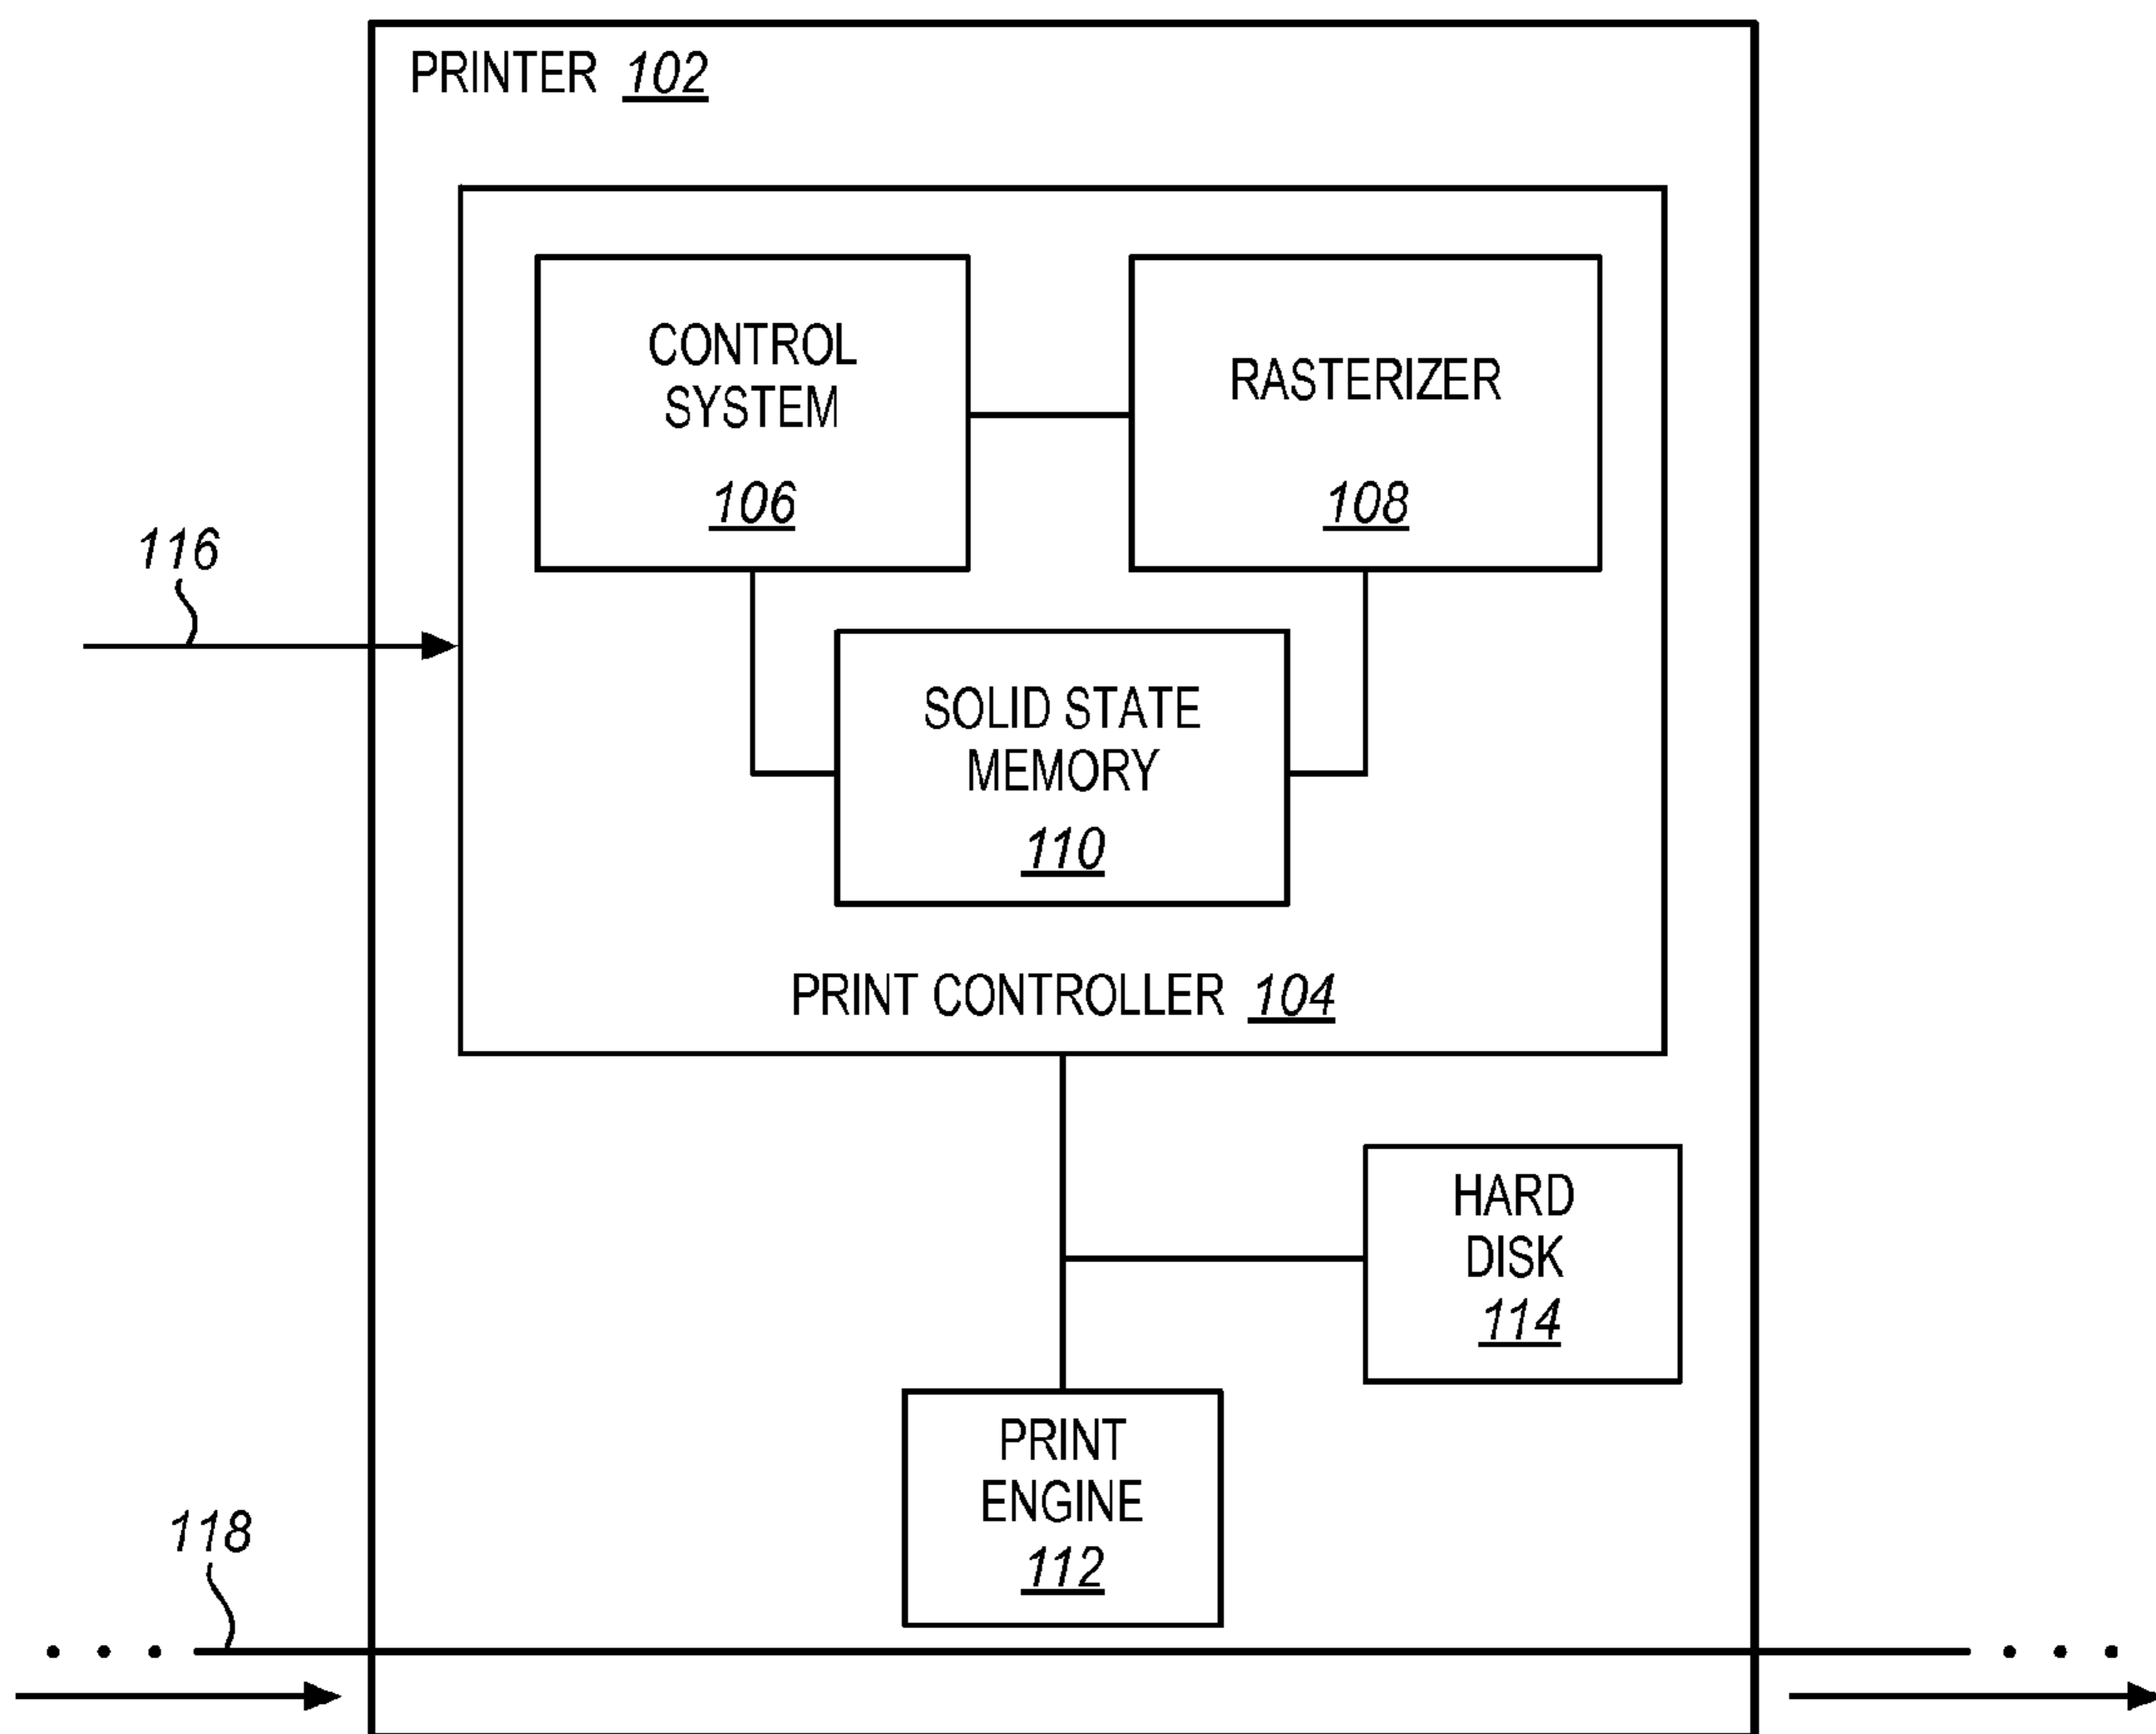 PRINTER 102
CONTROL
SYSTEM
106
RASTERIZER
108
116
SOLID STATE
MEMORY
110
PRINT CONTROLLER 104
HARD
DISK
114
PRINT
ENGINE
112
118